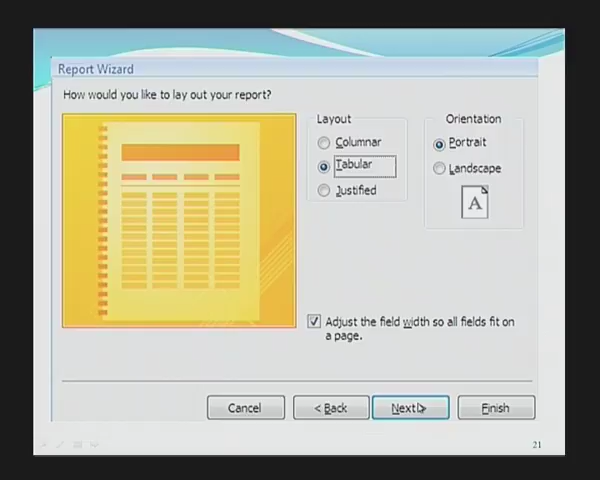 Report Wizard
How would you like to lay out your report?
Layout
Columnar
Tabular
Justified
Orientation
Portrait
Landscape
A
Adjust the field width so all fields fit on
a page.
Cancel
< Back
Next >
Finish
21